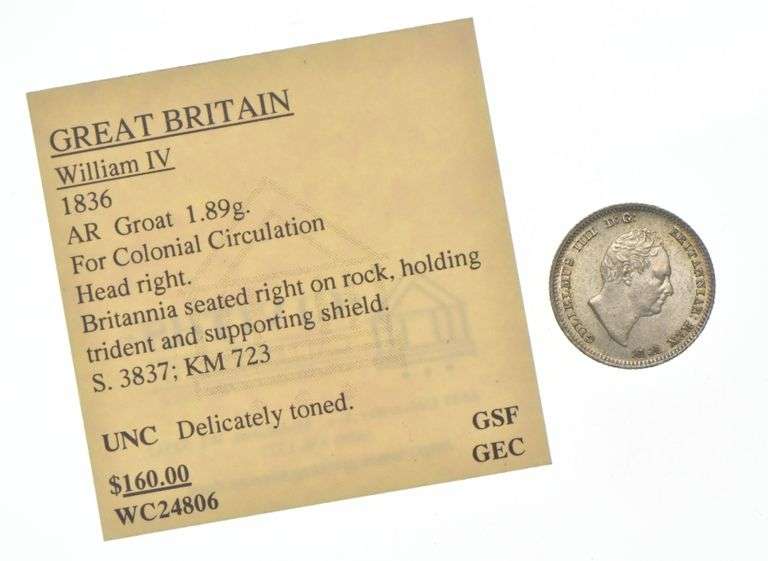 GREAT BRITAIN
William IV
1836
AR Groat 1.89g.
For Colonial Circulation
Head right.
Britannia seated right on rock, holding
trident and supporting shield.
S. 3837; KM 723
UNC Delicately toned.
$160.00
WC24806
GSF
GEC
GULIELMUS IIII D: G: BRITANNIAR: REX